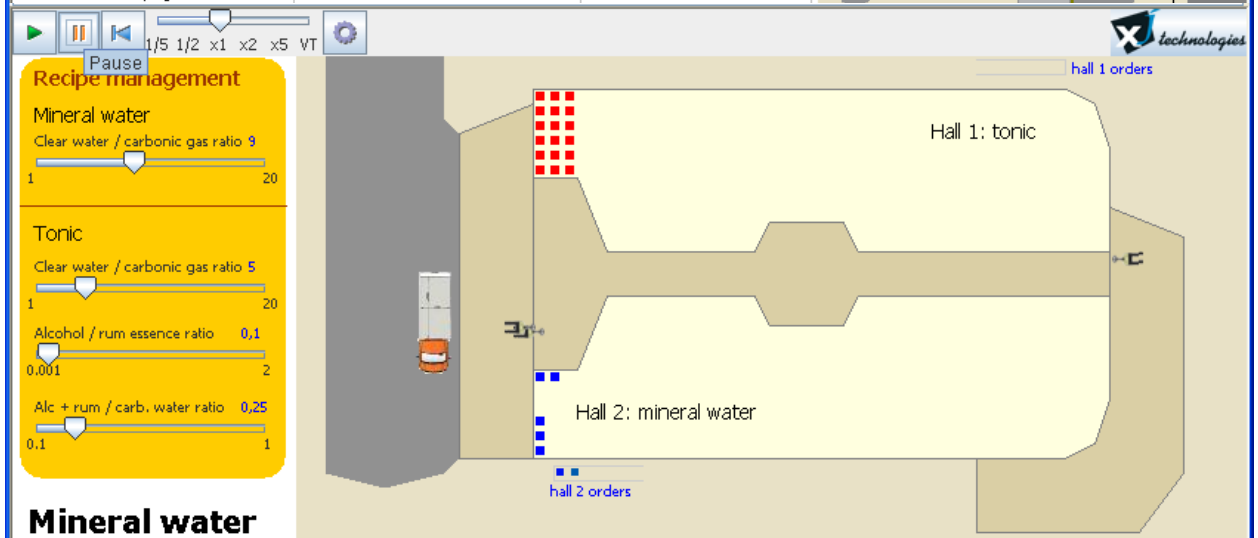 1/5 1/2 x1 x2 x5 VT
technologies
Pause
Recipe management
Mineral water
Clear water / carbonic gas ratio 9
1 20
Tonic
Clear water / carbonic gas ratio 5
1 20
Alcohol / rum essence ratio 0,1
0.001 2
Alc + rum / carb. water ratio 0,25
0.1 1
Mineral water
hall 1 orders
Hall 1: tonic
Hall 2: mineral water
hall 2 orders